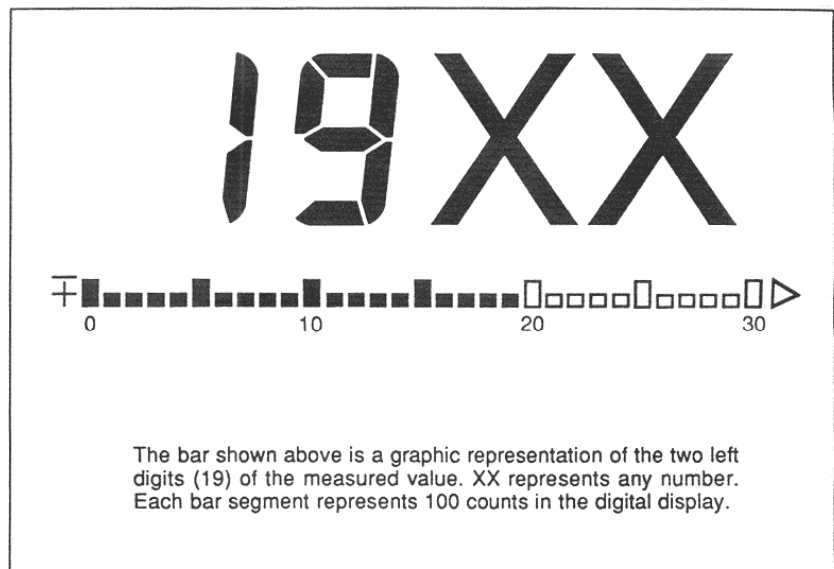 19XX
0 10 20 30
The bar shown above is a graphic representation of the two left
digits (19) of the measured value. XX represents any number.
Each bar segment represents 100 counts in the digital display.